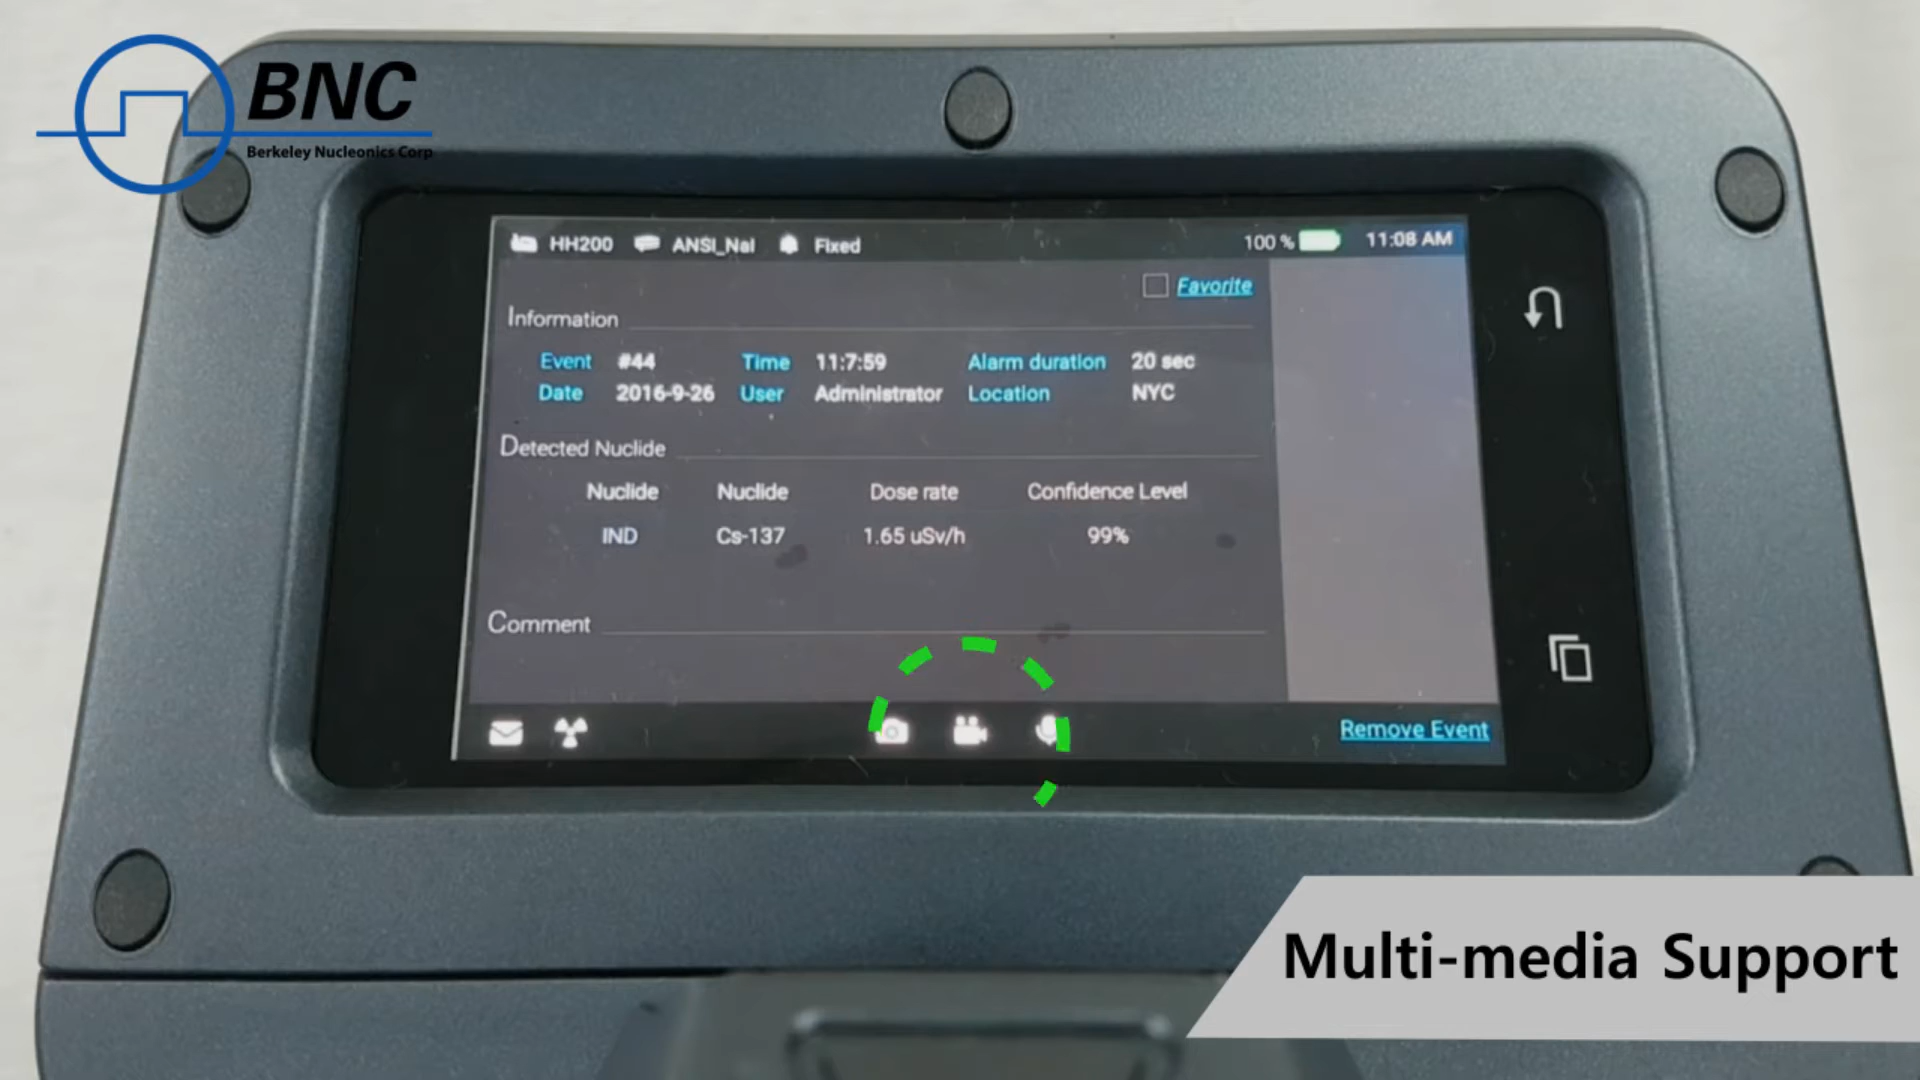 BNC
Berkeley Nucleonics Corp
HH200 ANSI_NaI Fixed 100 % 11:08 AM
Favorite
Information
Event #44 Time 11:7:59 Alarm duration 20 sec
Date 2016-9-26 User Administrator Location NYC
Detected Nuclide
Nuclide Nuclide Dose rate Confidence Level
IND Cs-137 1.65 uSv/h 99%
Comment
Remove Event
Multi-media Support